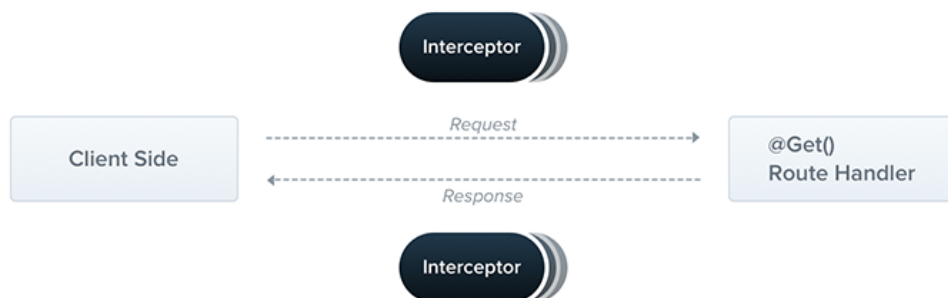 Interceptor
Request
Client Side
@Get()
Route Handler
Response
Interceptor